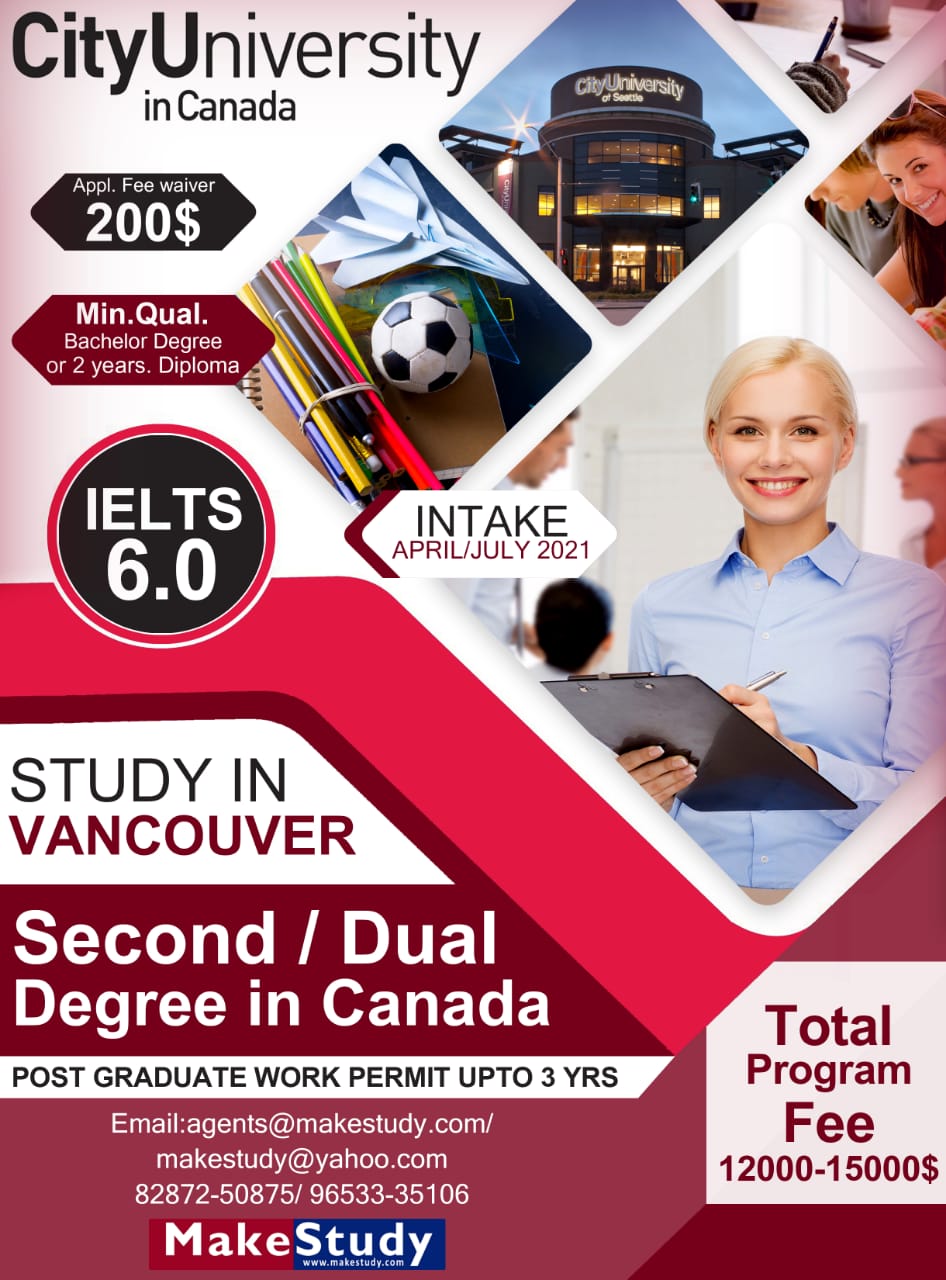 CityUniversity
in Canada
CityUniversity
of Seattle
Appl. Fee waiver
200$
Min.Qual.
Bachelor Degree
or 2 years. Diploma
IELTS
6.0
INTAKE
APRIL/JULY 2021
STUDY IN
VANCOUVER
Second / Dual
Degree in Canada
POST GRADUATE WORK PERMIT UPTO 3 YRS
Total
Program
Fee
12000-15000$
Email:agents@makestudy.com/
makestudy@yahoo.com
82872-50875/ 96533-35106
MakeStudy
www.makestudy.com